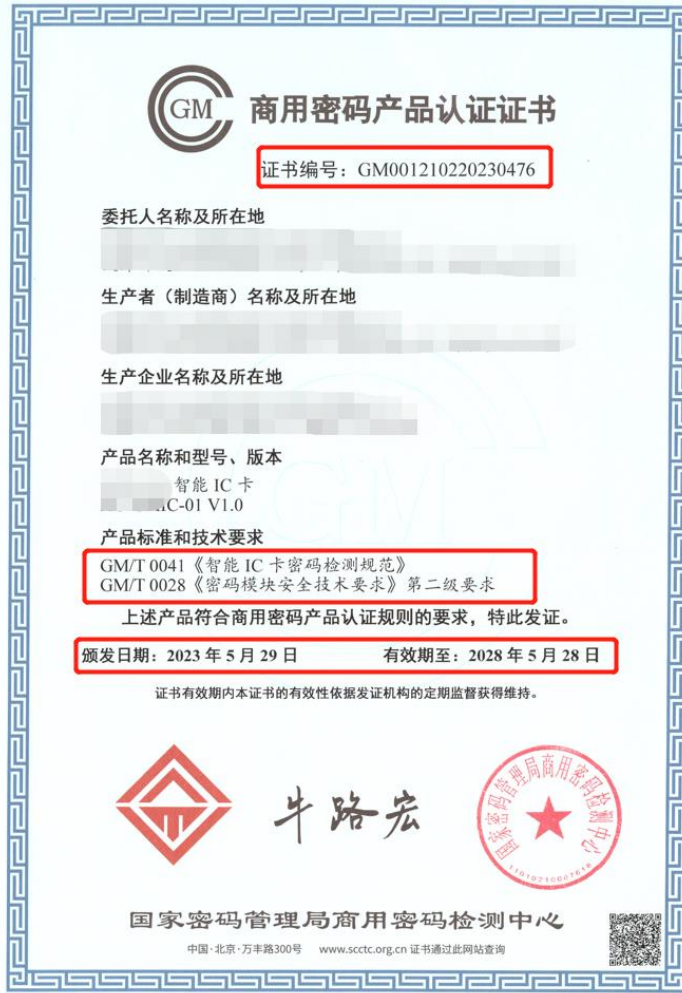 GM
商用密码产品认证证书
证书编号：GM001210220230476
委托人名称及所在地
生产者（制造商）名称及所在地
生产企业名称及所在地
产品名称和型号、版本
智能 IC 卡
IC-01 V1.0
产品标准和技术要求
GM/T 0041《智能 IC 卡密码检测规范》
GM/T 0028《密码模块安全技术要求》第二级要求
上述产品符合商用密码产品认证规则的要求，特此发证。
颁发日期：2023 年 5 月 29 日 有效期至：2028 年 5 月 28 日
证书有效期内本证书的有效性依据发证机构的定期监督获得维持。
牛路宏
国家密码管理局商用密码检测中心
国家密码管理局商用密码检测中心
中国·北京·万丰路300号 www.scctc.org.cn 证书通过此网站查询